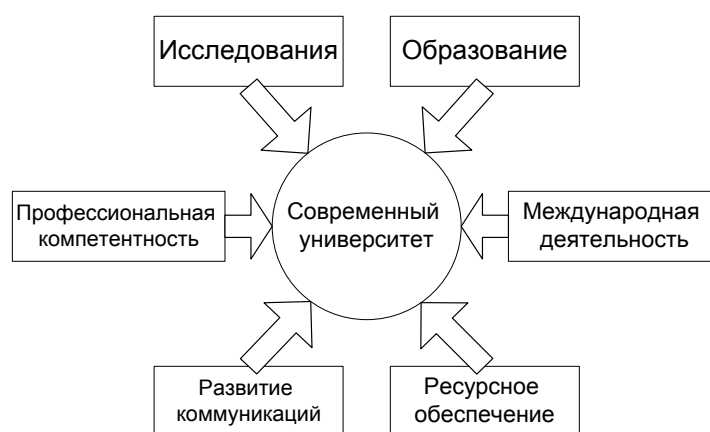 Исследования
Образование
Профессиональная
компетентность
Современный
университет
Международная
деятельность
Развитие
коммуникаций
Ресурсное
обеспечение